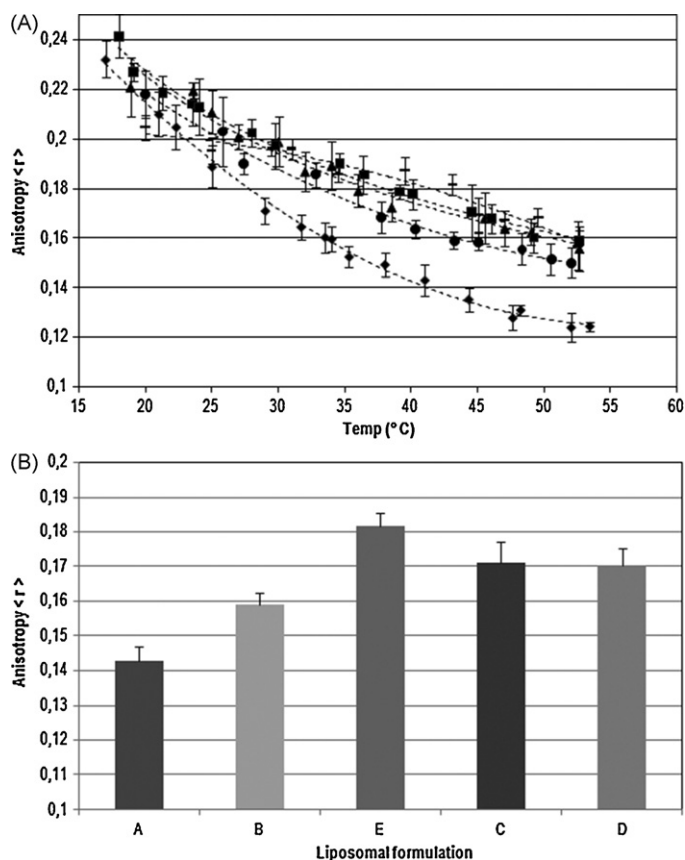 (A)
0,24
0,22
0,2
0,18
0,16
0,14
0,12
0,1
Anisotropy <r>
15 20 25 30 35 40 45 50 55 60
Temp (°C)
(B)
0,2
0,19
0,18
0,17
0,16
0,15
0,14
0,13
0,12
0,11
0,1
Anisotropy <r>
A B E C D
Liposomal formulation